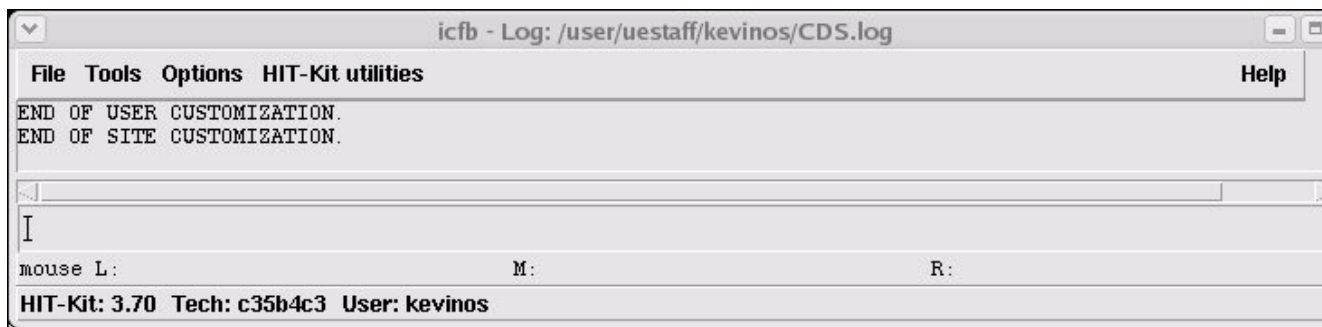 icfb - Log: /user/uestaff/kevinos/CDS.log
File Tools Options HIT-Kit utilities Help
END OF USER CUSTOMIZATION.
END OF SITE CUSTOMIZATION.
mouse L: M: R:
HIT-Kit: 3.70 Tech: c35b4c3 User: kevinos